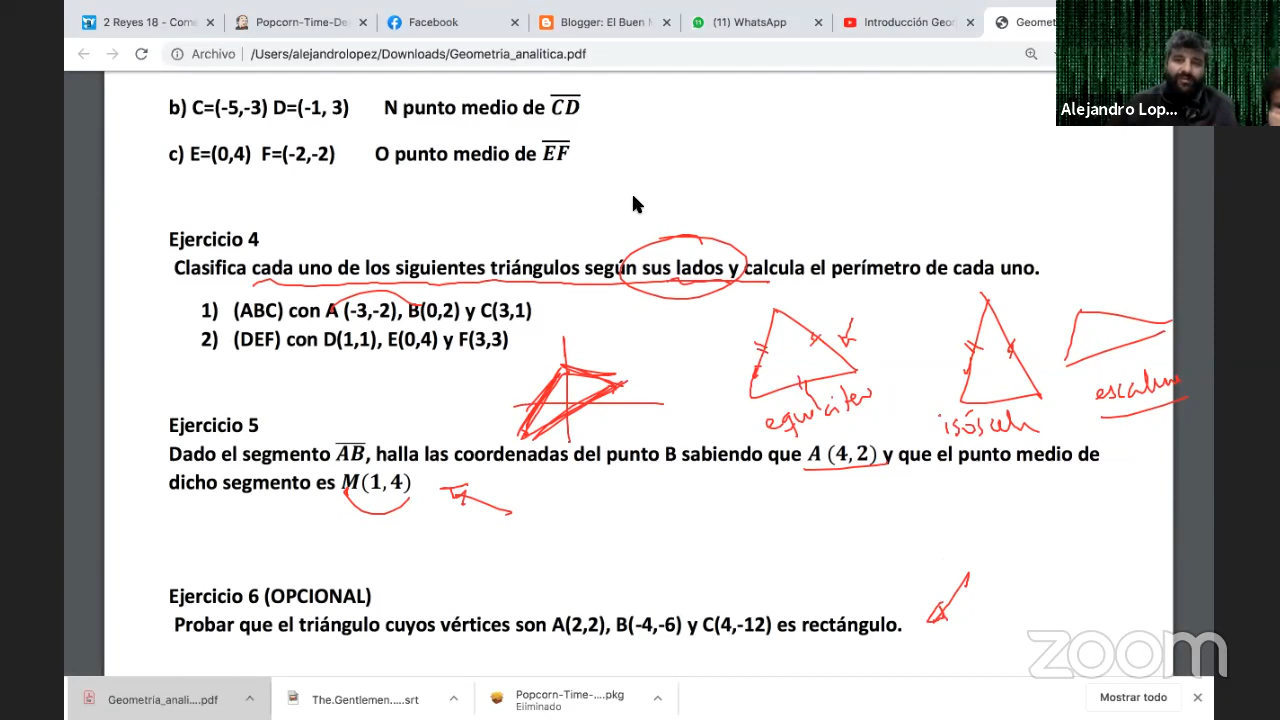 2 Reyes 18 - Come
Popcorn-Time-De
Facebook
Blogger: El Buen M
(11) WhatsApp
Introducción Geor
Geomet
Archivo | /Users/alejandrolopez/Downloads/Geometria_analitica.pdf
Alejandro Lop...
b) C=(-5,-3) D=(-1, 3) N punto medio de CD
c) E=(0,4) F=(-2,-2) O punto medio de EF
Ejercicio 4
Clasifica cada uno de los siguientes triángulos según sus lados y calcula el perímetro de cada uno.
1) (ABC) con A (-3,-2), B(0,2) y C(3,1)
2) (DEF) con D(1,1), E(0,4) y F(3,3)
escaleno
isósceles
Ejercicio 5
Dado el segmento AB, halla las coordenadas del punto B sabiendo que A (4, 2) y que el punto medio de
dicho segmento es M(1, 4)
Ejercicio 6 (OPCIONAL)
Probar que el triángulo cuyos vértices son A(2,2), B(-4,-6) y C(4,-12) es rectángulo.
zoom
Geometria_anali....pdf
The.Gentlemen.....srt
Popcorn-Time-....pkg
Eliminado
Mostrar todo